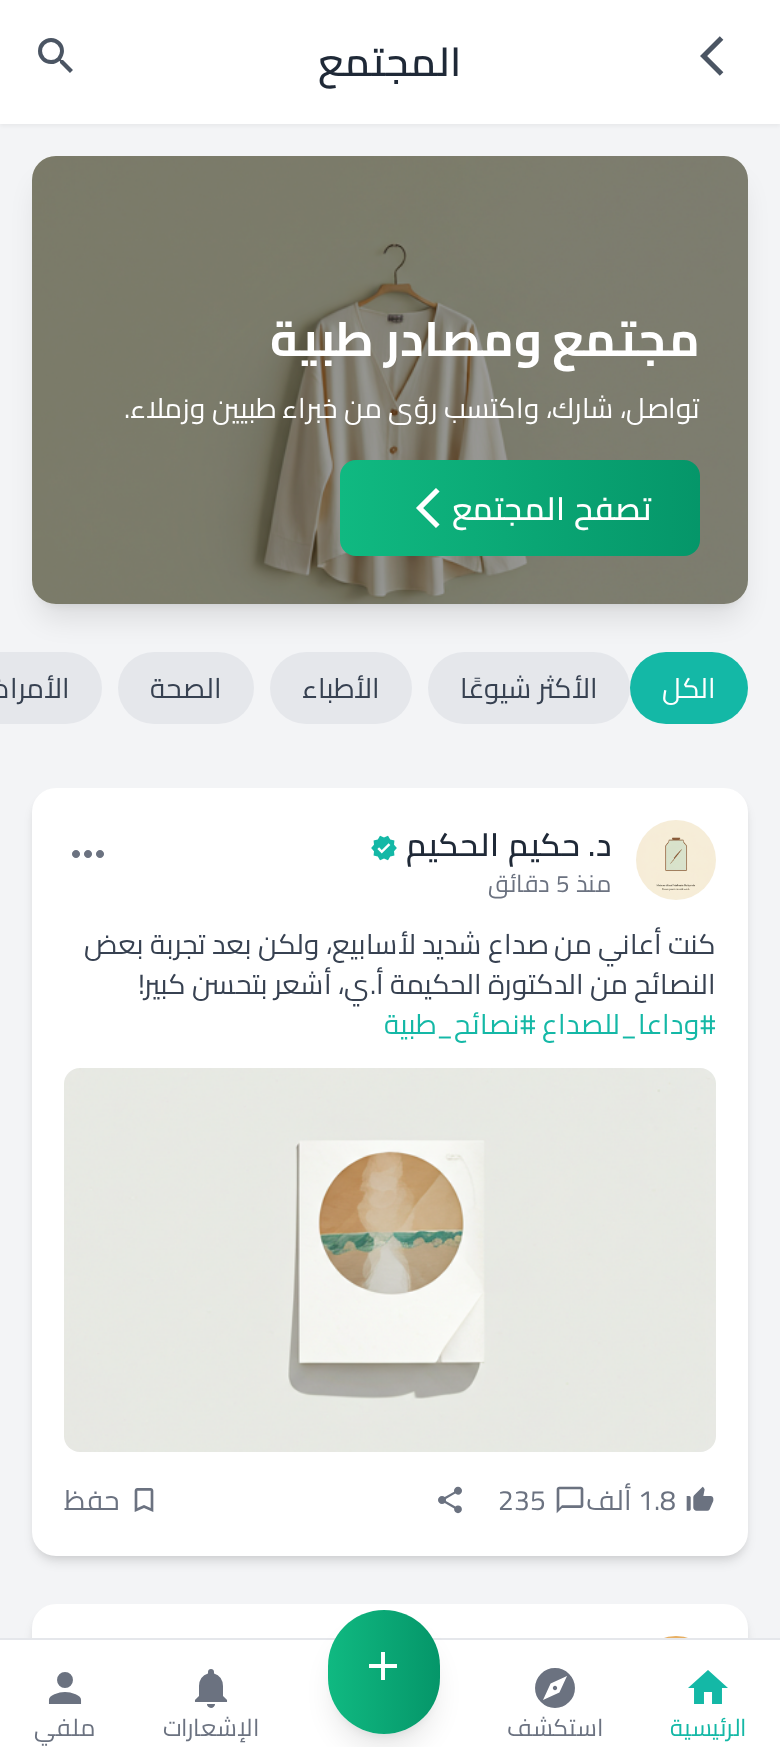 المجتمع
مجتمع ومصادر طبية
تواصل، شارك، واكتسب رؤى من خبراء طبيين وزملاء.
تصفح المجتمع
الكل
الأكثر شيوعًا
الأطباء
الصحة
د. حكيم الحكيم
منذ 5 دقائق
كنت أعاني من صداع شديد لأسابيع، ولكن بعد تجربة بعض
النصائح من الدكتورة الحكيمة أ.ي، أشعر بتحسن كبير!
#وداعا_للصداع #نصائح_طبية
1.8 ألف
235
حفظ
الرئيسية
استكشف
الإشعارات
ملفي